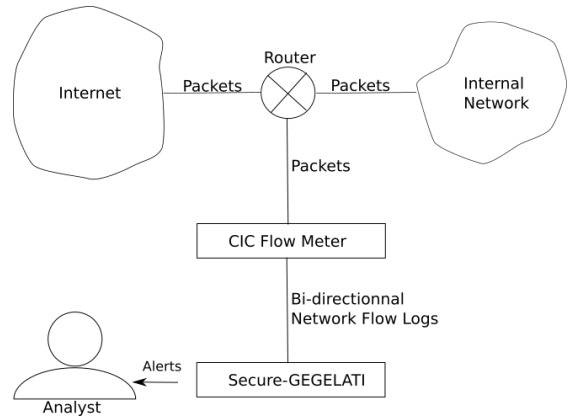 Router
Internet
Packets
Packets
Internal
Network
Packets
CIC Flow Meter
Bi-directionnal
Network Flow Logs
Alerts
Secure-GEGELATI
Analyst